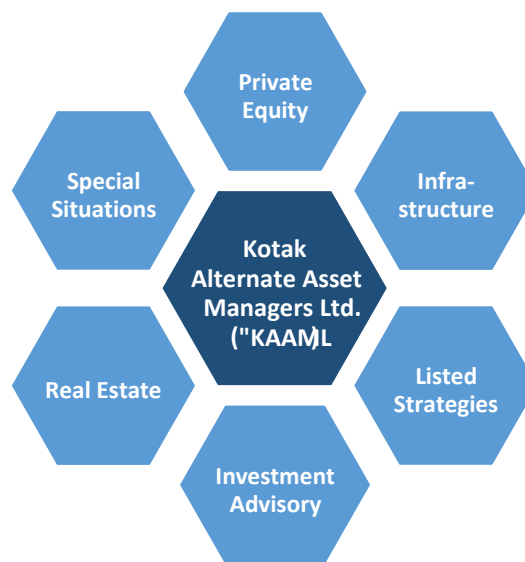 Private
Equity
Special
Situations
Infra-
structure
Kotak
Alternate Asset
Managers Ltd.
("KAAM)L
Real Estate
Listed
Strategies
Investment
Advisory